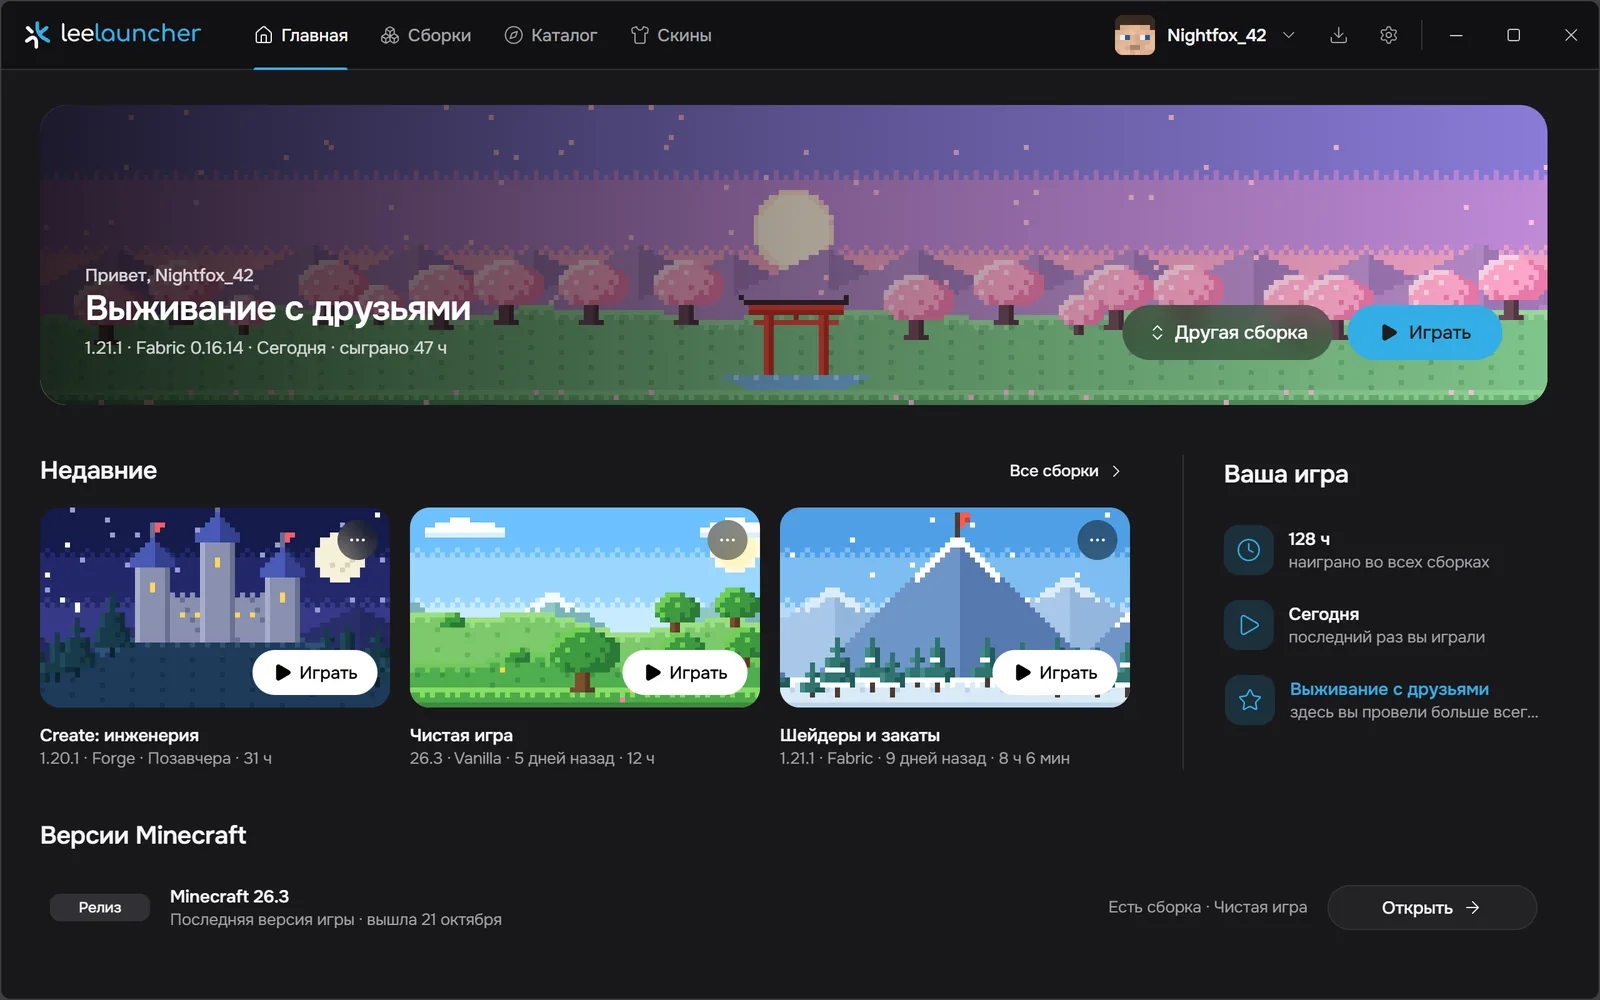 leelauncher
Главная
Сборки
Каталог
Скины
Nightfox_42
Привет, Nightfox_42
Выживание с друзьями
1.21.1 · Fabric 0.16.14 · Сегодня · сыграно 47 ч
Другая сборка
Играть
Недавние
Все сборки
Играть
Create: инженерия
1.20.1 · Forge · Позавчера · 31 ч
Играть
Чистая игра
26.3 · Vanilla · 5 дней назад · 12 ч
Играть
Шейдеры и закаты
1.21.1 · Fabric · 9 дней назад · 8 ч 6 мин
Ваша игра
128 ч
наиграно во всех сборках
Сегодня
последний раз вы играли
Выживание с друзьями
здесь вы провели больше всег...
Версии Minecraft
Релиз
Minecraft 26.3
Последняя версия игры · вышла 21 октября
Есть сборка · Чистая игра
Открыть